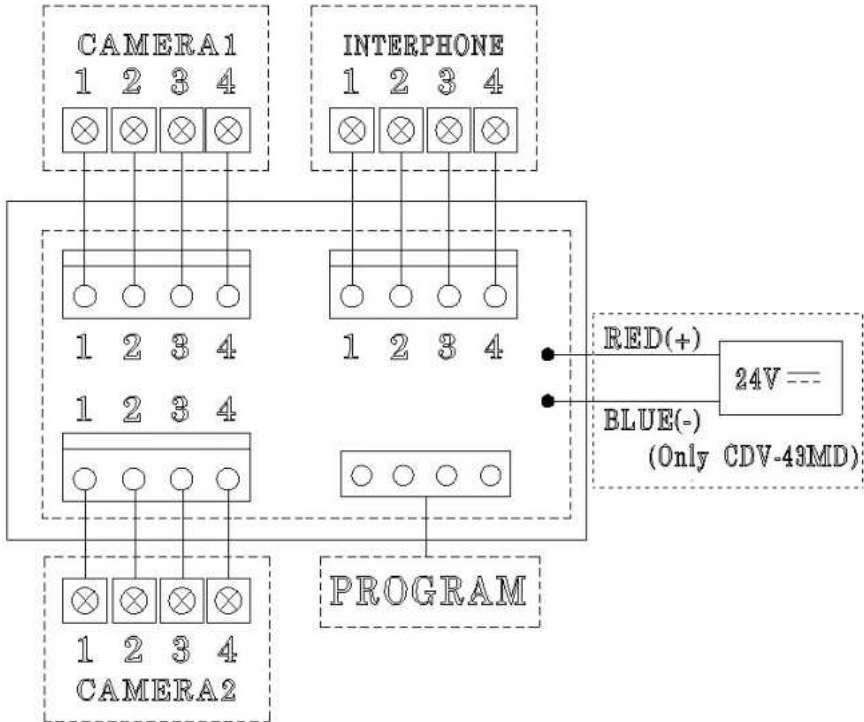 CAMERA1
1 2 3 4
INTERPHONE
1 2 3 4
1 2 3 4
1 2 3 4
RED(+)
24V
BLUE(-)
(Only CDV-43MD)
1 2 3 4
PROGRAM
1 2 3 4
CAMERA2